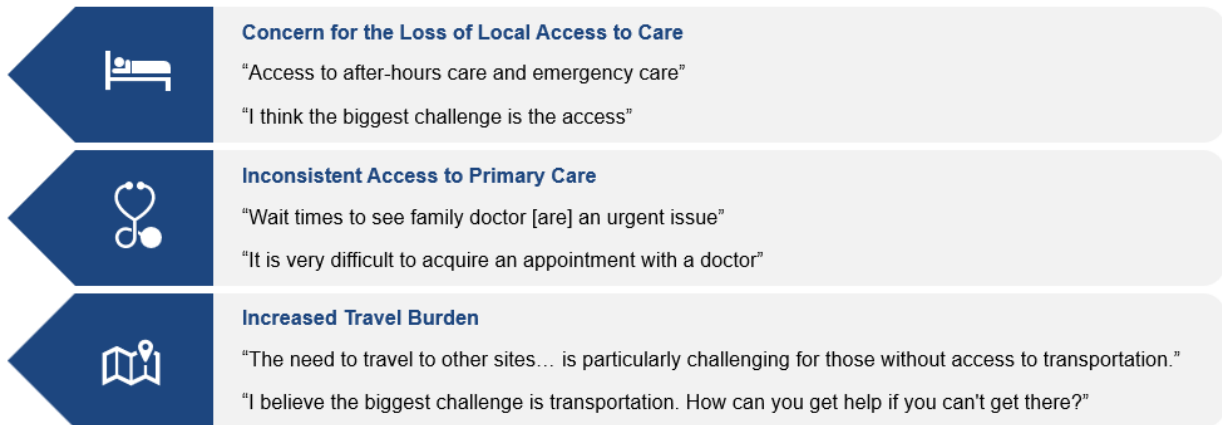 Concern for the Loss of Local Access to Care
“Access to after-hours care and emergency care”
“I think the biggest challenge is the access”
Inconsistent Access to Primary Care
“Wait times to see family doctor [are] an urgent issue”
“It is very difficult to acquire an appointment with a doctor”
Increased Travel Burden
“The need to travel to other sites… is particularly challenging for those without access to transportation.”
“I believe the biggest challenge is transportation. How can you get help if you can't get there?”